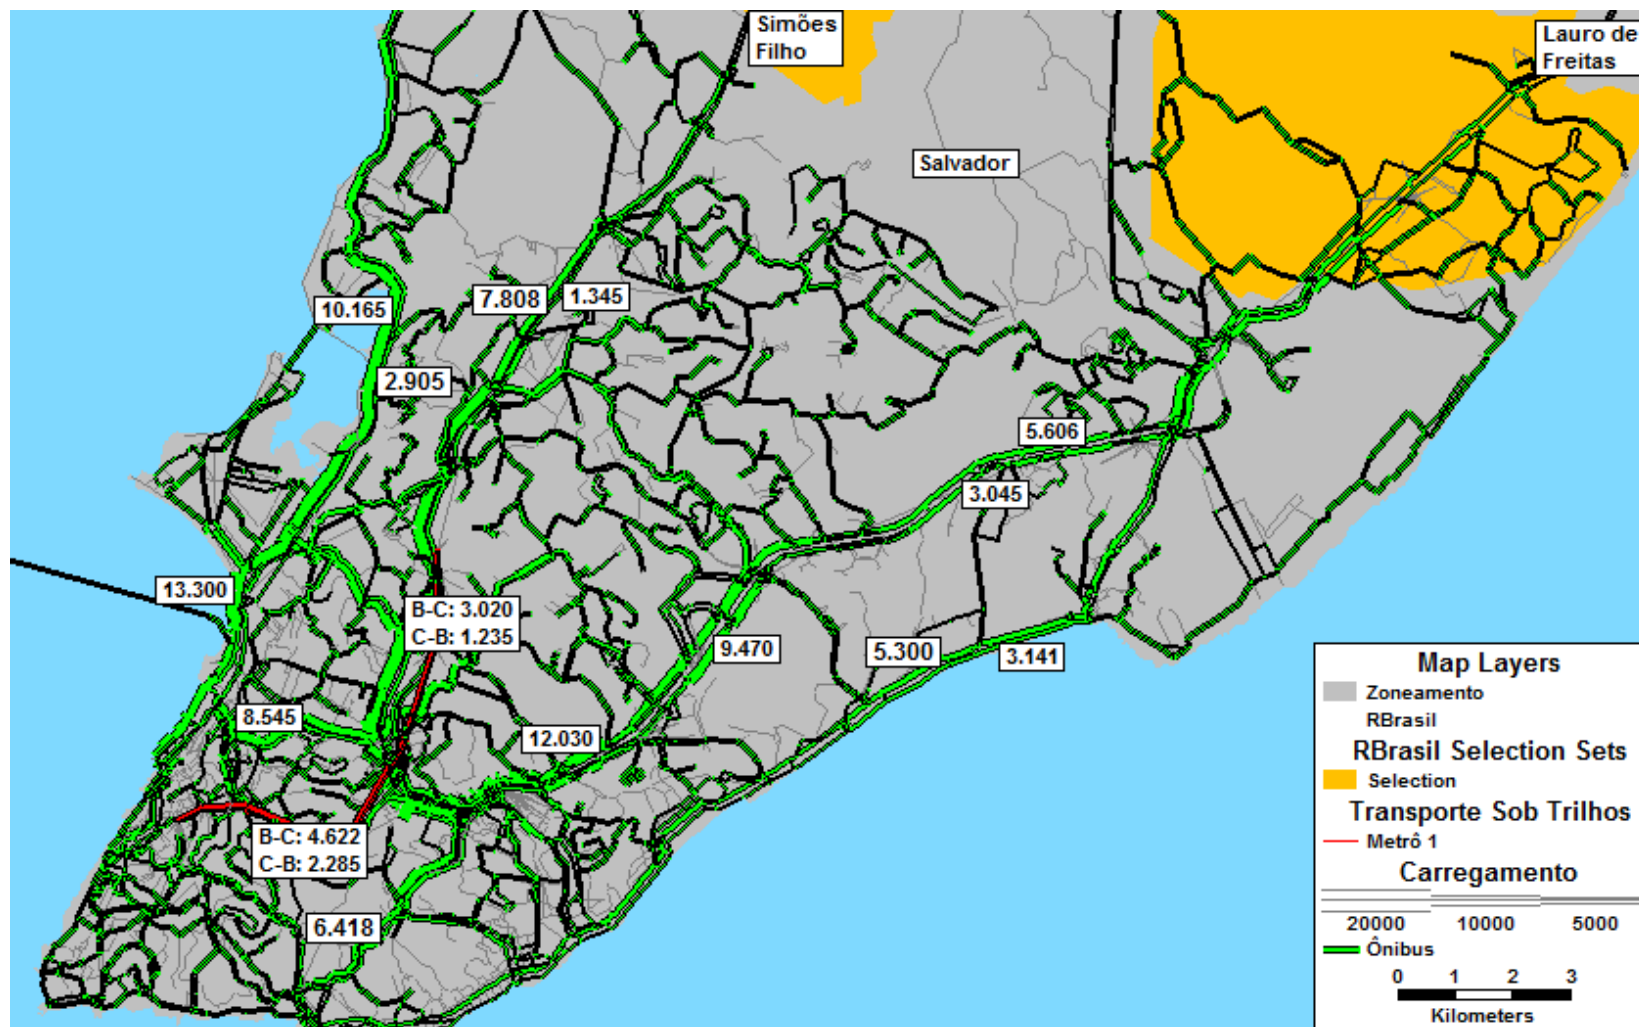 Simões
Filho
Lauro de
Freitas
Salvador
10.165
7.808
1.345
2.905
5.606
3.045
13.300
B-C: 3.020
C-B: 1.235
9.470
5.300
3.141
8.545
12.030
B-C: 4.622
C-B: 2.285
6.418
Map Layers
Zoneamento
RBrasil
RBrasil Selection Sets
Selection
Transporte Sob Trilhos
Metrô 1
Carregamento
20000 10000 5000
Ônibus
0 1 2 3
Kilometers